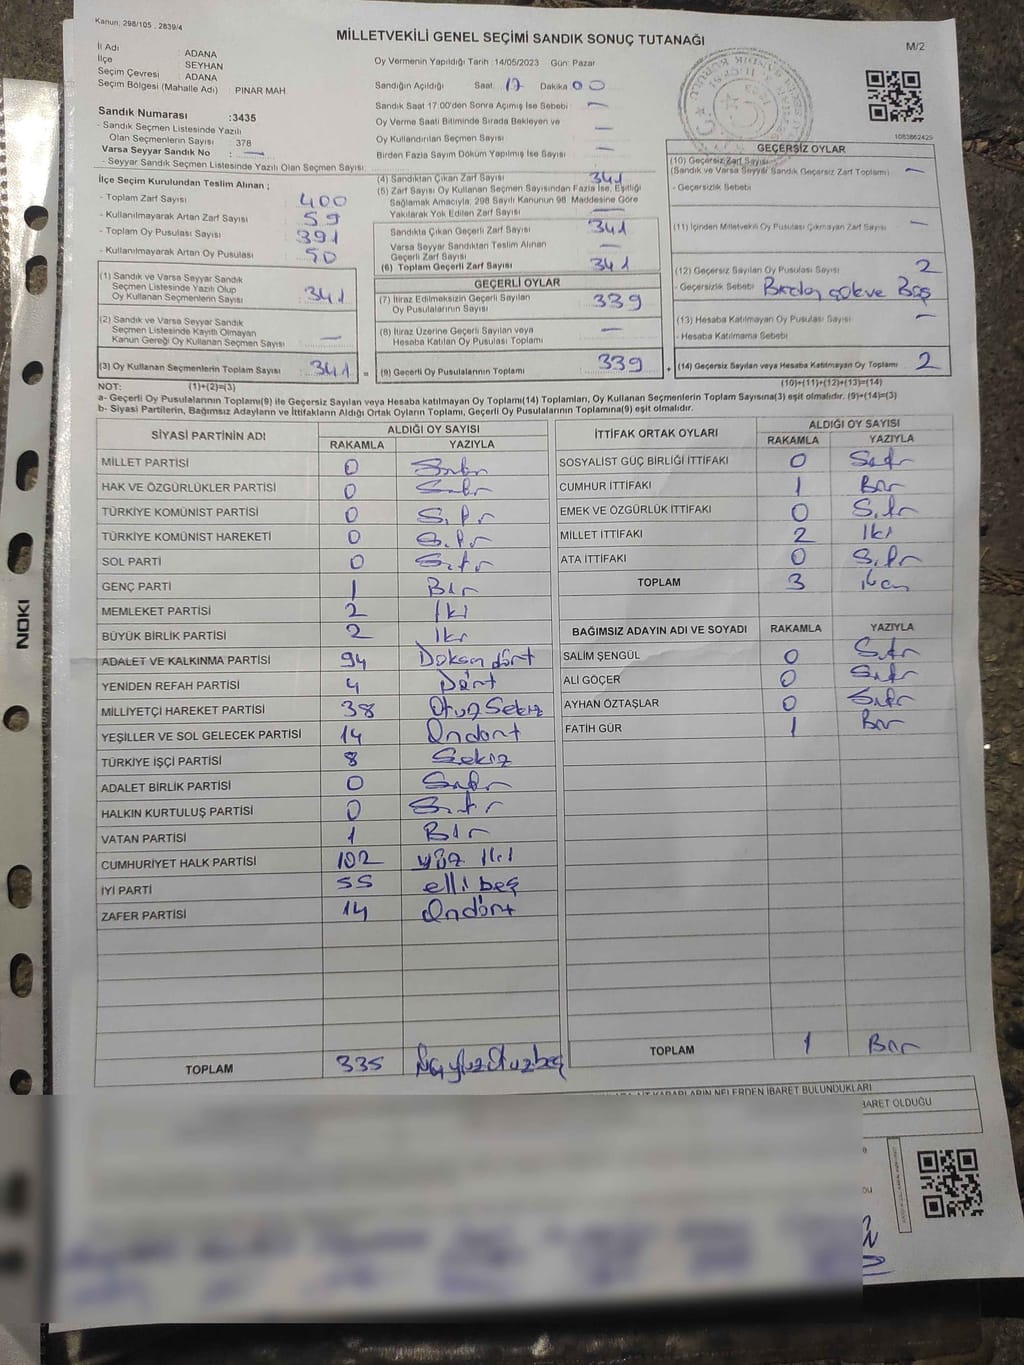 Kanun; 298/105 , 2839/4
MİLLETVEKİLİ GENEL SEÇİMİ SANDIK SONUÇ TUTANAĞI
M/2
İl Adı : ADANA
İlçe : SEYHAN
Seçim Çevresi : ADANA
Seçim Bölgesi (Mahalle Adı) : PINAR MAH
Sandık Numarası :3435
- Sandık Seçmen Listesinde Yazılı
Olan Seçmenlerin Sayısı : 378
Varsa Seyyar Sandık No : —
- Seyyar Sandık Seçmen Listesinde Yazılı Olan Seçmen Sayısı:
Oy Vermenin Yapıldığı Tarih :14/05/2023 Gün: Pazar
Sandığın Açıldığı Saat: 17 Dakika 00
Sandık Saat 17:00'den Sonra Açımış İse Sebebi : —
Oy Verme Saati Bitiminde Sırada Bekleyen ve
Oy Kullandırılan Seçmen Sayısı : —
Birden Fazla Sayım Döküm Yapılmış İse Sayısı : —
1083862429
İlçe Seçim Kurulundan Teslim Alınan ;
- Toplam Zarf Sayısı : 400
- Kullanılmayarak Artan Zarf Sayısı : 59
- Toplam Oy Pusulası Sayısı : 391
- Kullanılmayarak Artan Oy Pusulası : 50
(1) Sandık ve Varsa Seyyar Sandık
Seçmen Listesinde Yazılı Olup
Oy Kullanan Seçmenlerin Sayısı : 341
(2) Sandık ve Varsa Seyyar Sandık
Seçmen Listesinde Kayıtlı Olmayan
Kanun Gereği Oy Kullanan Seçmen Sayısı : —
(3) Oy Kullanan Seçmenlerin Toplam Sayısı : 341
(4) Sandıktan Çıkan Zarf Sayısı : 341
(5) Zarf Sayısı Oy Kullanan Seçmen Sayısından Fazla İse, Eşitliği
Sağlamak Amacıyla; 298 Sayılı Kanunun 98. Maddesine Göre
Yakılarak Yok Edilen Zarf Sayısı : —
Sandıkta Çıkan Geçerli Zarf Sayısı : 341
Varsa Seyyar Sandıktan Teslim Alınan
Geçerli Zarf Sayısı : —
(6) Toplam Geçerli Zarf Sayısı : 341
GEÇERLİ OYLAR
(7) İtiraz Edilmeksizin Geçerli Sayılan
Oy Pusulalarının Sayısı : 339
(8) İtiraz Üzerine Geçerli Sayılan veya
Hesaba Katılan Oy Pusulası Toplamı : —
= (9) Geçerli Oy Pusulalarının Toplamı : 339
GEÇERSİZ OYLAR
(10) Geçersiz Zarf Sayısı :
(Sandık ve Varsa Seyyar Sandık Geçersiz Zarf Toplamı) : —
- Geçersizlik Sebebi :
(11) İçinden Milletvekili Oy Pusulası Çıkmayan Zarf Sayısı : —
(12) Geçersiz Sayılan Oy Pusulası Sayısı : 2
- Geçersizlik Sebebi : Birden çok ve Boş
(13) Hesaba Katılmayan Oy Pusulası Sayısı : —
- Hesaba Katılmama Sebebi :
+ (14) Geçersiz Sayılan veya Hesaba Katılmayan Oy Toplamı : 2
NOT: (1)+(2)=(3)
(10)+(11)+(12)+(13)=(14)
a- Geçerli Oy Pusulalarının Toplamı(9) ile Geçersiz Sayılan veya Hesaba katılmayan Oy Toplamı(14) Toplamları, Oy Kullanan Seçmenlerin Toplam Sayısına(3) eşit olmalıdır. (9)+(14)=(3)
b- Siyasi Partilerin, Bağımsız Adayların ve İttifakların Aldığı Ortak Oyların Toplamı, Geçerli Oy Pusulalarının Toplamına(9) eşit olmalıdır.
SİYASİ PARTİNİN ADI
ALDIĞI OY SAYISI
RAKAMLA YAZIYLA
MİLLET PARTİSİ 0 Sıfır
HAK VE ÖZGÜRLÜKLER PARTİSİ 0 Sıfır
TÜRKİYE KOMÜNİST PARTİSİ 0 Sıfır
TÜRKİYE KOMÜNİST HAREKETİ 0 Sıfır
SOL PARTİ 0 Sıfır
GENÇ PARTİ 1 Bir
MEMLEKET PARTİSİ 2 İki
BÜYÜK BİRLİK PARTİSİ 2 İki
ADALET VE KALKINMA PARTİSİ 94 Doksan dört
YENİDEN REFAH PARTİSİ 4 Dört
MİLLİYETÇİ HAREKET PARTİSİ 38 Otuz Sekiz
YEŞİLLER VE SOL GELECEK PARTİSİ 14 Ondört
TÜRKİYE İŞÇİ PARTİSİ 8 Sekiz
ADALET BİRLİK PARTİSİ 0 Sıfır
HALKIN KURTULUŞ PARTİSİ 0 Sıfır
VATAN PARTİSİ 1 Bir
CUMHURİYET HALK PARTİSİ 102 yüz iki
İYİ PARTİ 55 elli beş
ZAFER PARTİSİ 14 Ondört
TOPLAM 335 Üçyüzotuzbeş
İTTİFAK ORTAK OYLARI
ALDIĞI OY SAYISI
RAKAMLA YAZIYLA
SOSYALİST GÜÇ BİRLİĞİ İTTİFAKI 0 Sıfır
CUMHUR İTTİFAKI 1 Bir
EMEK VE ÖZGÜRLÜK İTTİFAKI 0 Sıfır
MİLLET İTTİFAKI 2 İki
ATA İTTİFAKI 0 Sıfır
TOPLAM 3
BAĞIMSIZ ADAYIN ADI VE SOYADI RAKAMLA YAZIYLA
SALİM ŞENGÜL 0 Sıfır
ALİ GÖÇER 0 Sıfır
AYHAN ÖZTAŞLAR 0 Sıfır
FATİH GÜR 1 Bir
TOPLAM 1 Bir
KARARLARIN NELERDEN İBARET BULUNDUKLARI
BARET OLDUĞU
NOKI